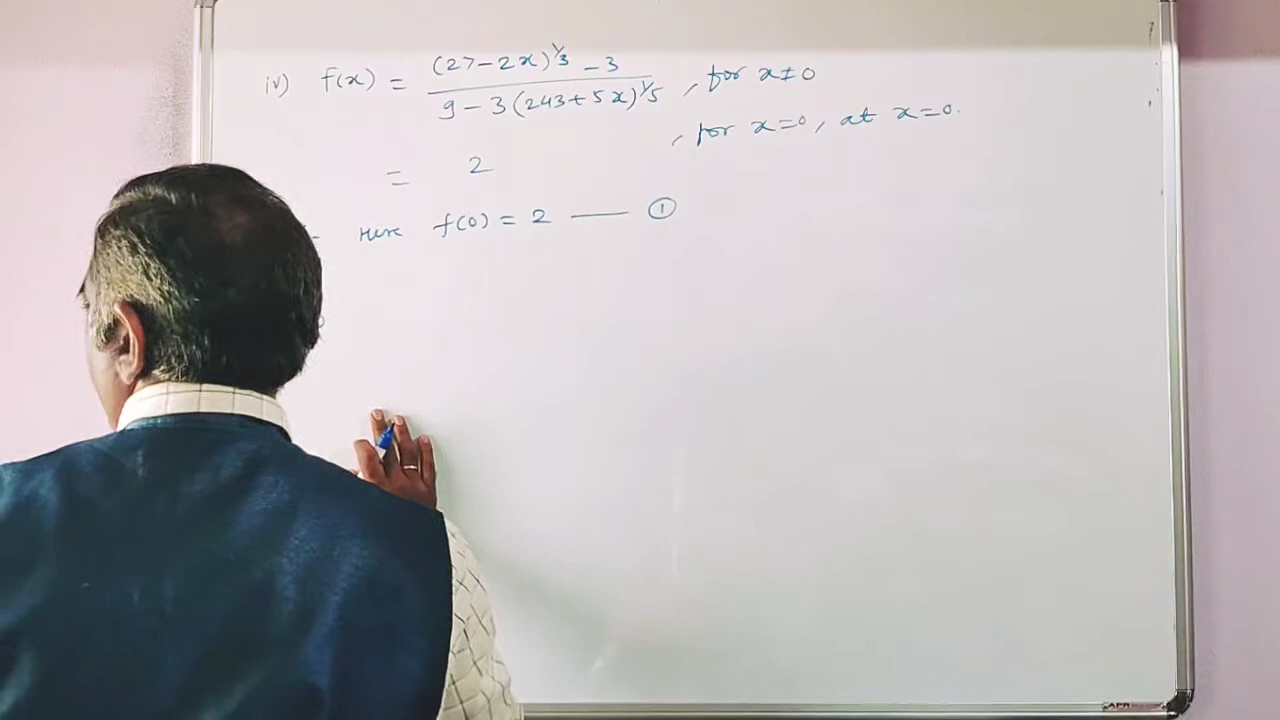 iv) f(x) = (27-2x)^1/3 - 3 / 9 - 3(243+5x)^1/5 , for x≠0
= 2 , for x=0, at x=0.
Here f(0) = 2 —— ①